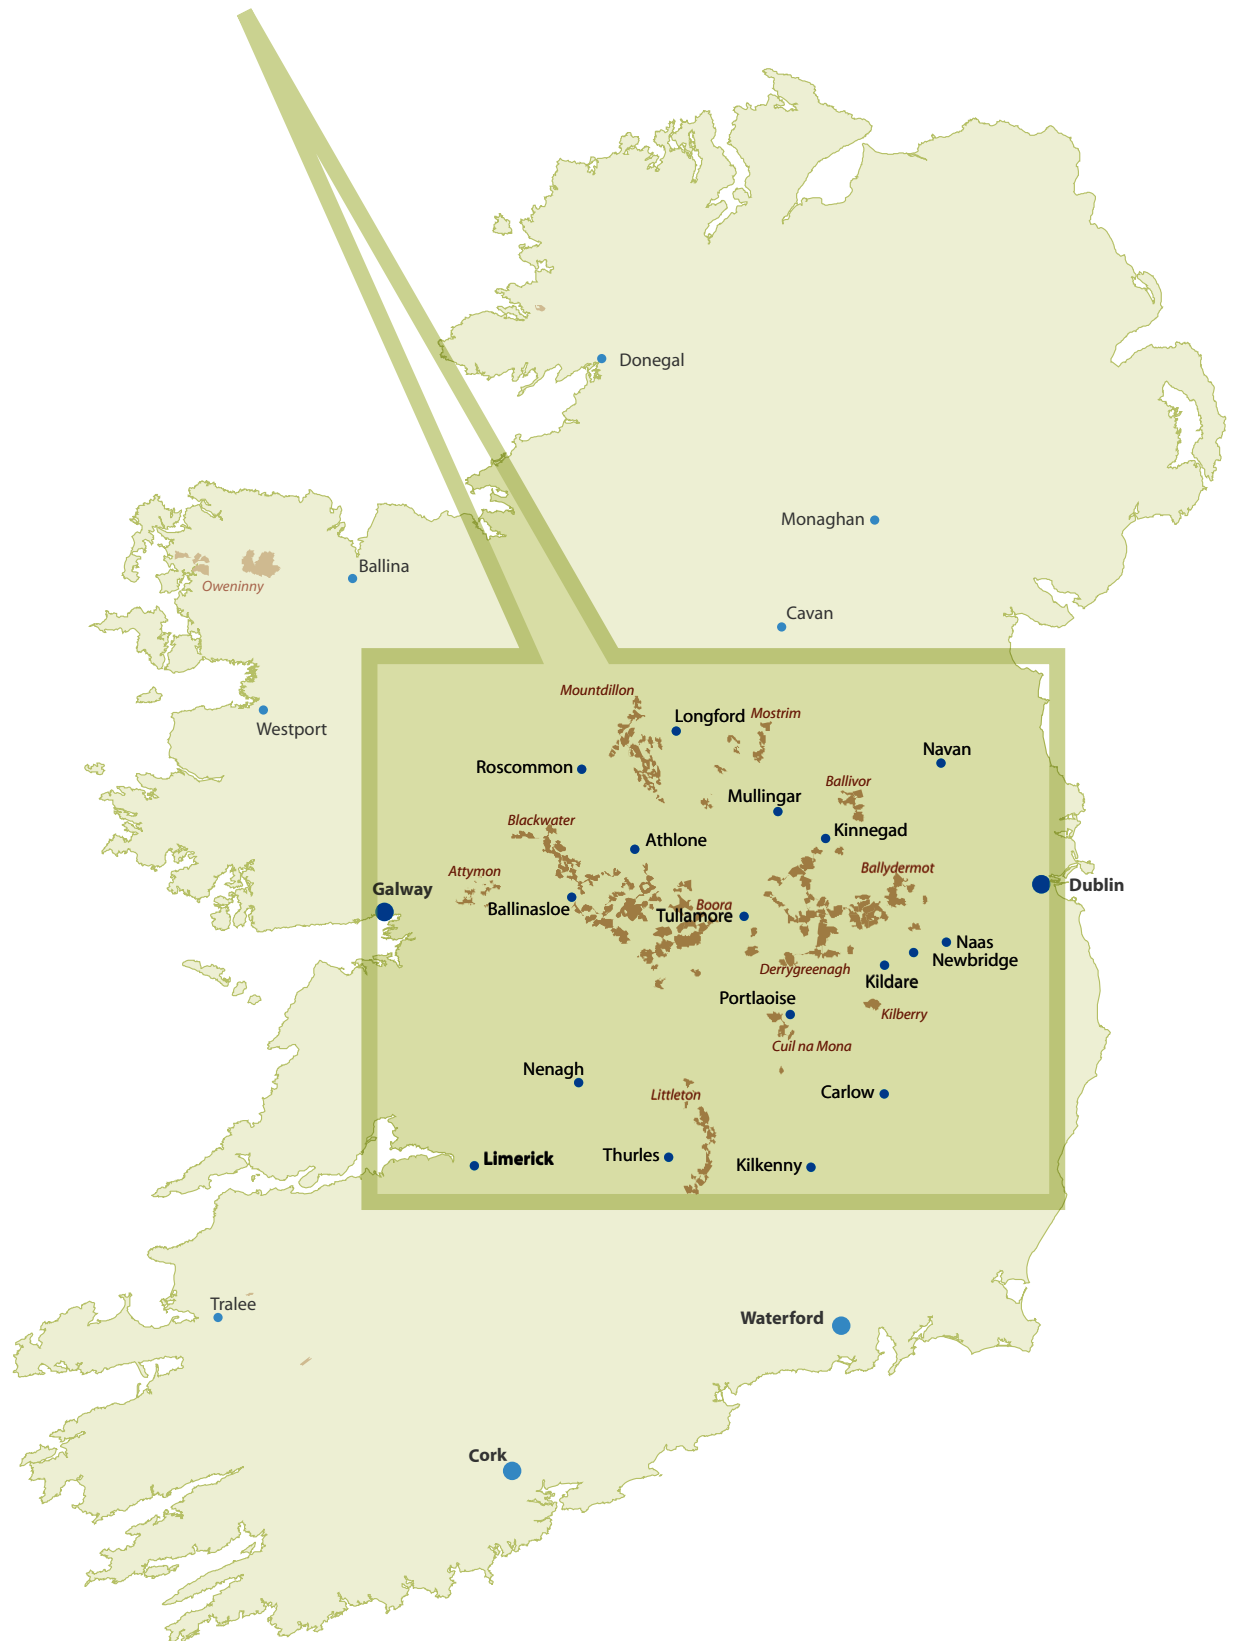 Donegal
Monaghan
Ballina
Oweninny
Cavan
Mountdillon
Longford
Mostrim
Westport
Navan
Roscommon
Ballivor
Mullingar
Blackwater
Kinnegad
Athlone
Attymon
Ballydermot
Galway
Dublin
Ballinasloe
Boora
Tullamore
Naas
Newbridge
Derrygreenagh
Kildare
Portlaoise
Kilberry
Cuil na Mona
Nenagh
Littleton
Carlow
Limerick
Thurles
Kilkenny
Tralee
Waterford
Cork